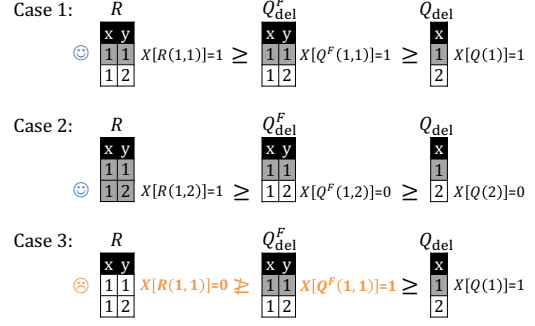 Case 1: R Q^F_del Q_del
x y x y x
☺ 1 1 X[R(1,1)]=1 ≥ 1 1 X[Q^F(1,1)]=1 ≥ 1 X[Q(1)]=1
1 2 1 2 2
Case 2: R Q^F_del Q_del
x y x y x
1 1 1 1 1
☺ 1 2 X[R(1,2)]=1 ≥ 1 2 X[Q^F(1,2)]=0 ≥ 2 X[Q(2)]=0
Case 3: R Q^F_del Q_del
x y x y x
☹ 1 1 X[R(1,1)]=0 ≱ 1 1 X[Q^F(1,1)]=1 ≥ 1 X[Q(1)]=1
1 2 1 2 2